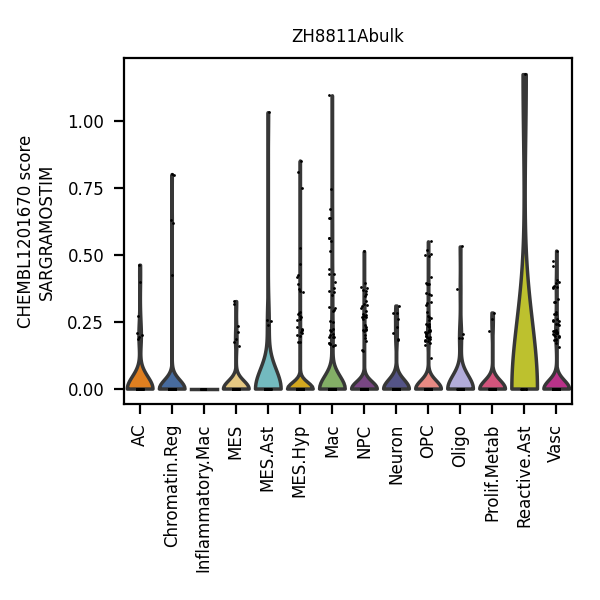 ZH8811Abulk
CHEMBL1201670 score
SARGRAMOSTIM
1.00
0.75
0.50
0.25
0.00
AC
Chromatin.Reg
Inflammatory.Mac
MES
MES.Ast
MES.Hyp
Mac
NPC
Neuron
OPC
Oligo
Prolif.Metab
Reactive.Ast
Vasc